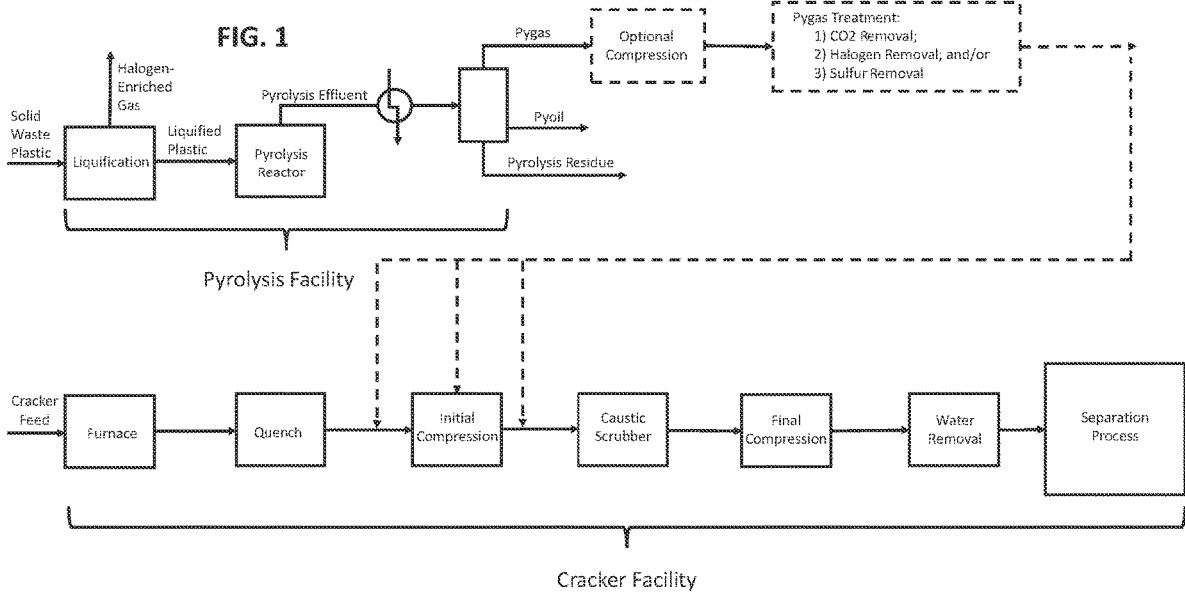 FIG. 1
Halogen-
Enriched
Gas
Solid
Waste
Plastic
Liquification
Liquified
Plastic
Pyrolysis
Reactor
Pyrolysis Effluent
Pygas
Pyoil
Pyrolysis Residue
Optional
Compression
Pygas Treatment:
1) CO2 Removal;
2) Halogen Removal; and/or
3) Sulfur Removal
Pyrolysis Facility
Cracker
Feed
Furnace
Quench
Initial
Compression
Caustic
Scrubber
Final
Compression
Water
Removal
Separation
Process
Cracker Facility